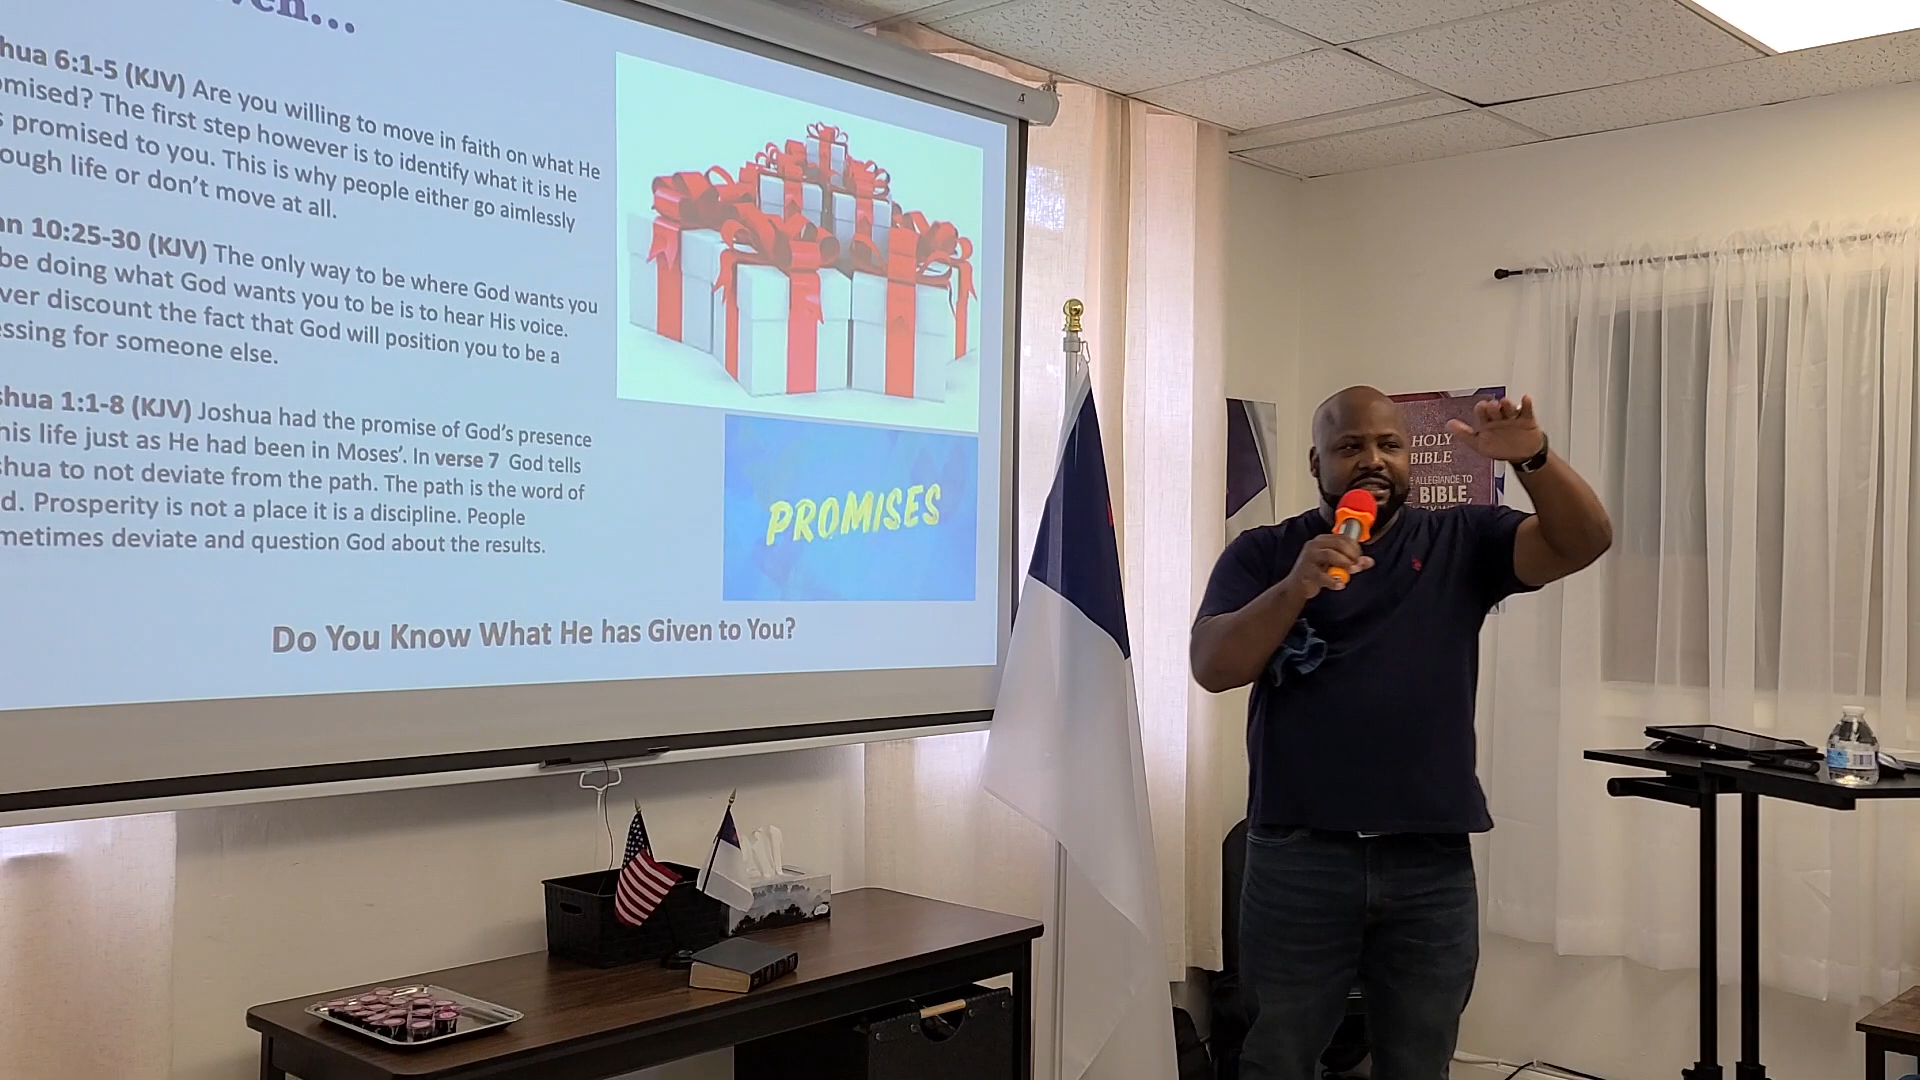 hua 6:1-5 (KJV) Are you willing to move in faith on what He
omised? The first step however is to identify what it is He
s promised to you. This is why people either go aimlessly
ough life or don't move at all.
nn 10:25-30 (KJV) The only way to be where God wants you
be doing what God wants you to be is to hear His voice.
ver discount the fact that God will position you to be a
essing for someone else.
shua 1:1-8 (KJV) Joshua had the promise of God's presence
his life just as He had been in Moses'. In verse 7 God tells
shua to not deviate from the path. The path is the word of
d. Prosperity is not a place it is a discipline. People
metimes deviate and question God about the results.
PROMISES
Do You Know What He has Given to You?
HOLY
BIBLE
ALLEGIANCE TO
BIBLE,